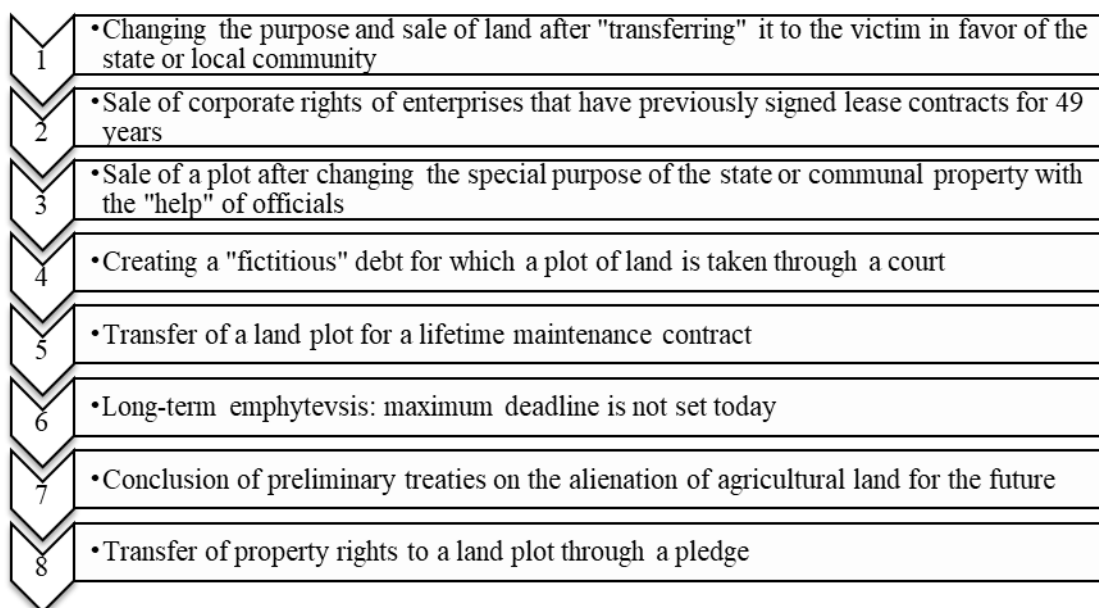 1
•Changing the purpose and sale of land after "transferring" it to the victim in favor of the
state or local community
2
•Sale of corporate rights of enterprises that have previously signed lease contracts for 49
years
3
•Sale of a plot after changing the special purpose of the state or communal property with
the "help" of officials
4
•Creating a "fictitious" debt for which a plot of land is taken through a court
5
•Transfer of a land plot for a lifetime maintenance contract
6
•Long-term emphytevsis: maximum deadline is not set today
7
•Conclusion of preliminary treaties on the alienation of agricultural land for the future
8
•Transfer of property rights to a land plot through a pledge